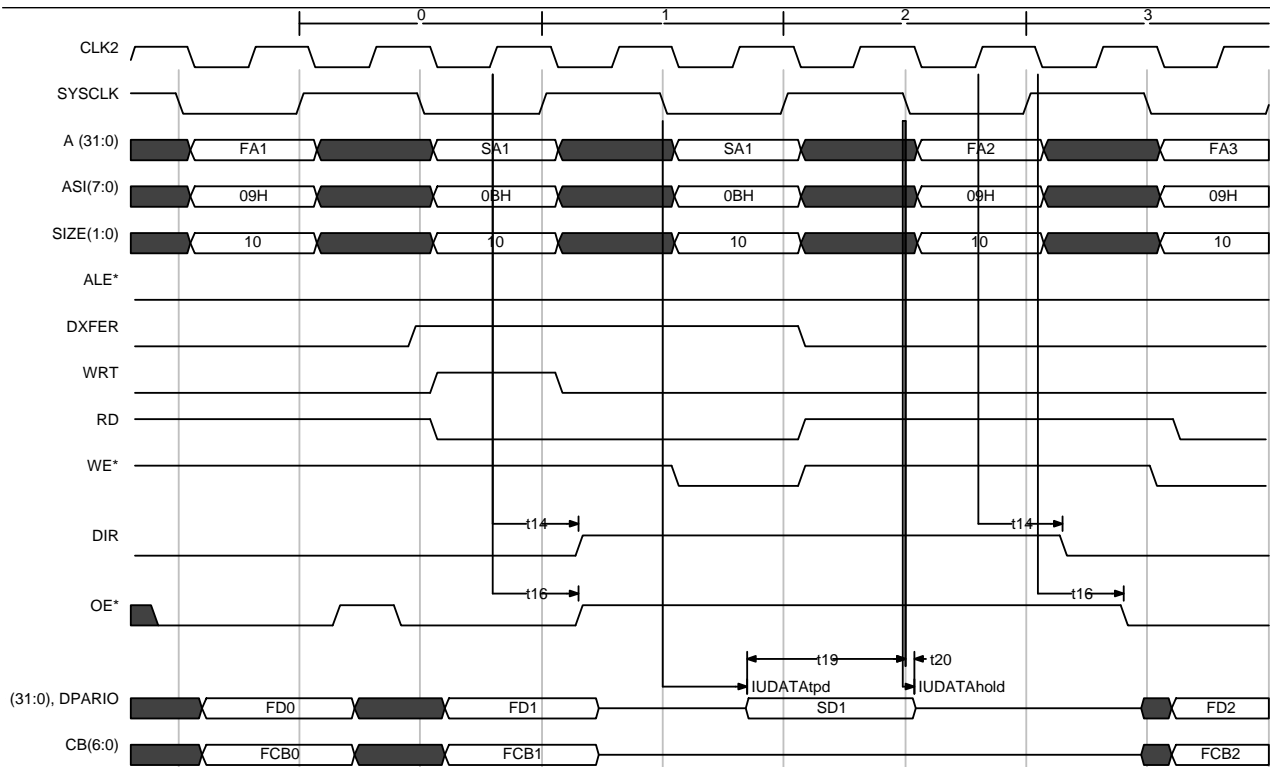 0 1 2 3
CLK2
SYSCLK
A (31:0) FA1 SA1 SA1 FA2 FA3
ASI(7:0) 09H 0BH 0BH 09H 09H
SIZE(1:0) 10 10 10 10 10
ALE*
DXFER
WRT
RD
WE*
t14 t14
DIR
t16 t16
OE*
t19 t20
IUDATAtpd IUDATAhold
(31:0), DPARIO FD0 FD1 SD1 FD2
CB(6:0) FCB0 FCB1 FCB2